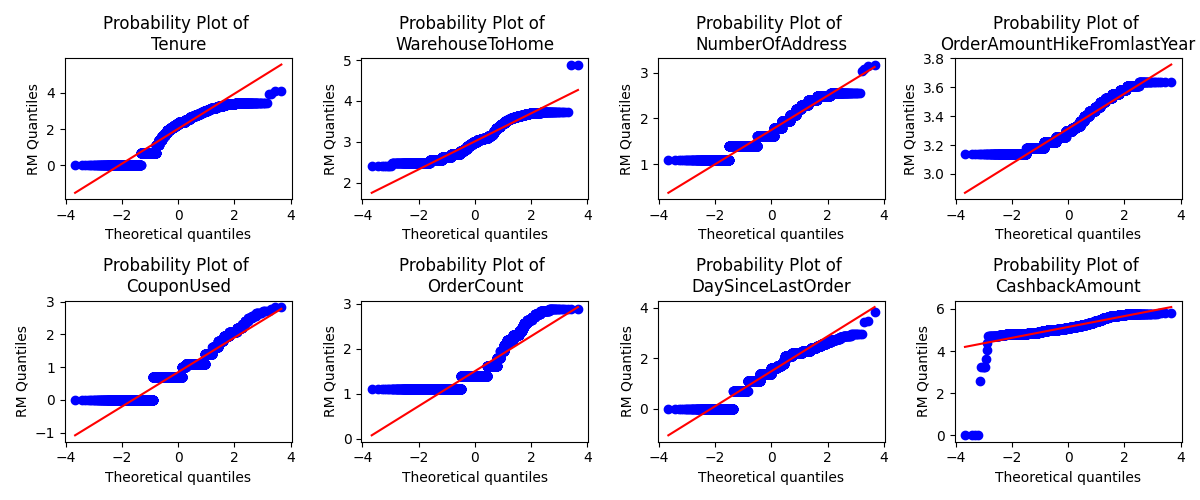 Probability Plot of
Tenure
RM Quantiles
4
2
0
−4
−2
0
2
4
Theoretical quantiles
Probability Plot of
WarehouseToHome
RM Quantiles
5
4
3
2
−4
−2
0
2
4
Theoretical quantiles
Probability Plot of
NumberOfAddress
RM Quantiles
3
2
1
−4
−2
0
2
4
Theoretical quantiles
Probability Plot of
OrderAmountHikeFromlastYear
RM Quantiles
3.8
3.6
3.4
3.2
3.0
−4
−2
0
2
4
Theoretical quantiles
Probability Plot of
CouponUsed
RM Quantiles
3
2
1
0
−1
−4
−2
0
2
4
Theoretical quantiles
Probability Plot of
OrderCount
RM Quantiles
3
2
1
0
−4
−2
0
2
4
Theoretical quantiles
Probability Plot of
DaySinceLastOrder
RM Quantiles
4
2
0
−4
−2
0
2
4
Theoretical quantiles
Probability Plot of
CashbackAmount
RM Quantiles
6
4
2
0
−4
−2
0
2
4
Theoretical quantiles